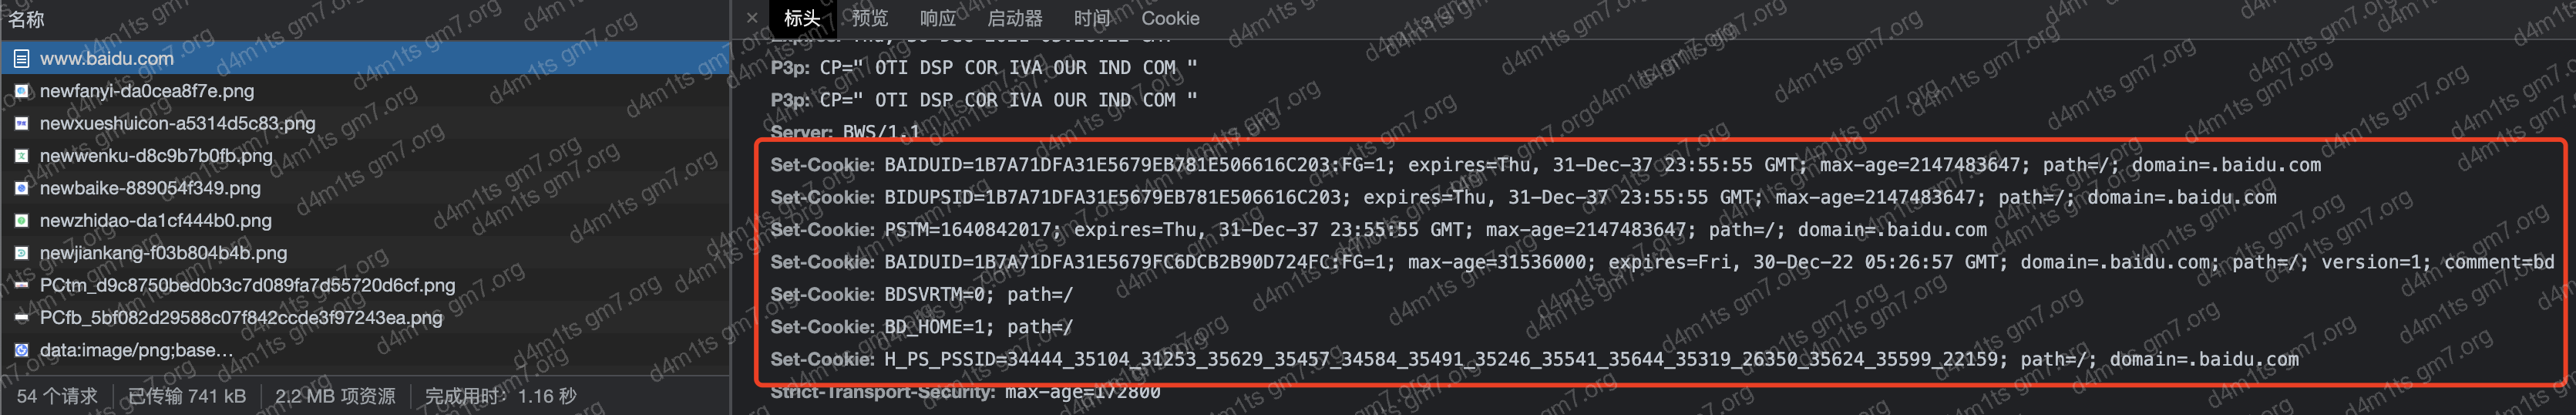 名称
www.baidu.com
newfanyi-da0cea8f7e.png
newxueshuicon-a5314d5c83.png
newwenku-d8c9b7b0fb.png
newbaike-889054f349.png
newzhidao-da1cf444b0.png
newjiankang-f03b804b4b.png
PCtm_d9c8750bed0b3c7d089fa7d55720d6cf.png
PCfb_5bf082d29588c07f842ccde3f97243ea.png
data:image/png;base…
54 个请求 已传输 741 kB 2.2 MB 项资源 完成用时：1.16 秒
× 标头 预览 响应 启动器 时间 Cookie
P3p: CP=" OTI DSP COR IVA OUR IND COM "
P3p: CP=" OTI DSP COR IVA OUR IND COM "
Server: BWS/1.1
Set-Cookie: BAIDUID=1B7A71DFA31E5679EB781E506616C203:FG=1; expires=Thu, 31-Dec-37 23:55:55 GMT; max-age=2147483647; path=/; domain=.baidu.com
Set-Cookie: BIDUPSID=1B7A71DFA31E5679EB781E506616C203; expires=Thu, 31-Dec-37 23:55:55 GMT; max-age=2147483647; path=/; domain=.baidu.com
Set-Cookie: PSTM=1640842017; expires=Thu, 31-Dec-37 23:55:55 GMT; max-age=2147483647; path=/; domain=.baidu.com
Set-Cookie: BAIDUID=1B7A71DFA31E5679FC6DCB2B90D724FC:FG=1; max-age=31536000; expires=Fri, 30-Dec-22 05:26:57 GMT; domain=.baidu.com; path=/; version=1; comment=bd
Set-Cookie: BDSVRTM=0; path=/
Set-Cookie: BD_HOME=1; path=/
Set-Cookie: H_PS_PSSID=34444_35104_31253_35629_35457_34584_35491_35246_35541_35644_35319_26350_35624_35599_22159; path=/; domain=.baidu.com
Strict-Transport-Security: max-age=172800
d4m1ts gm7.org